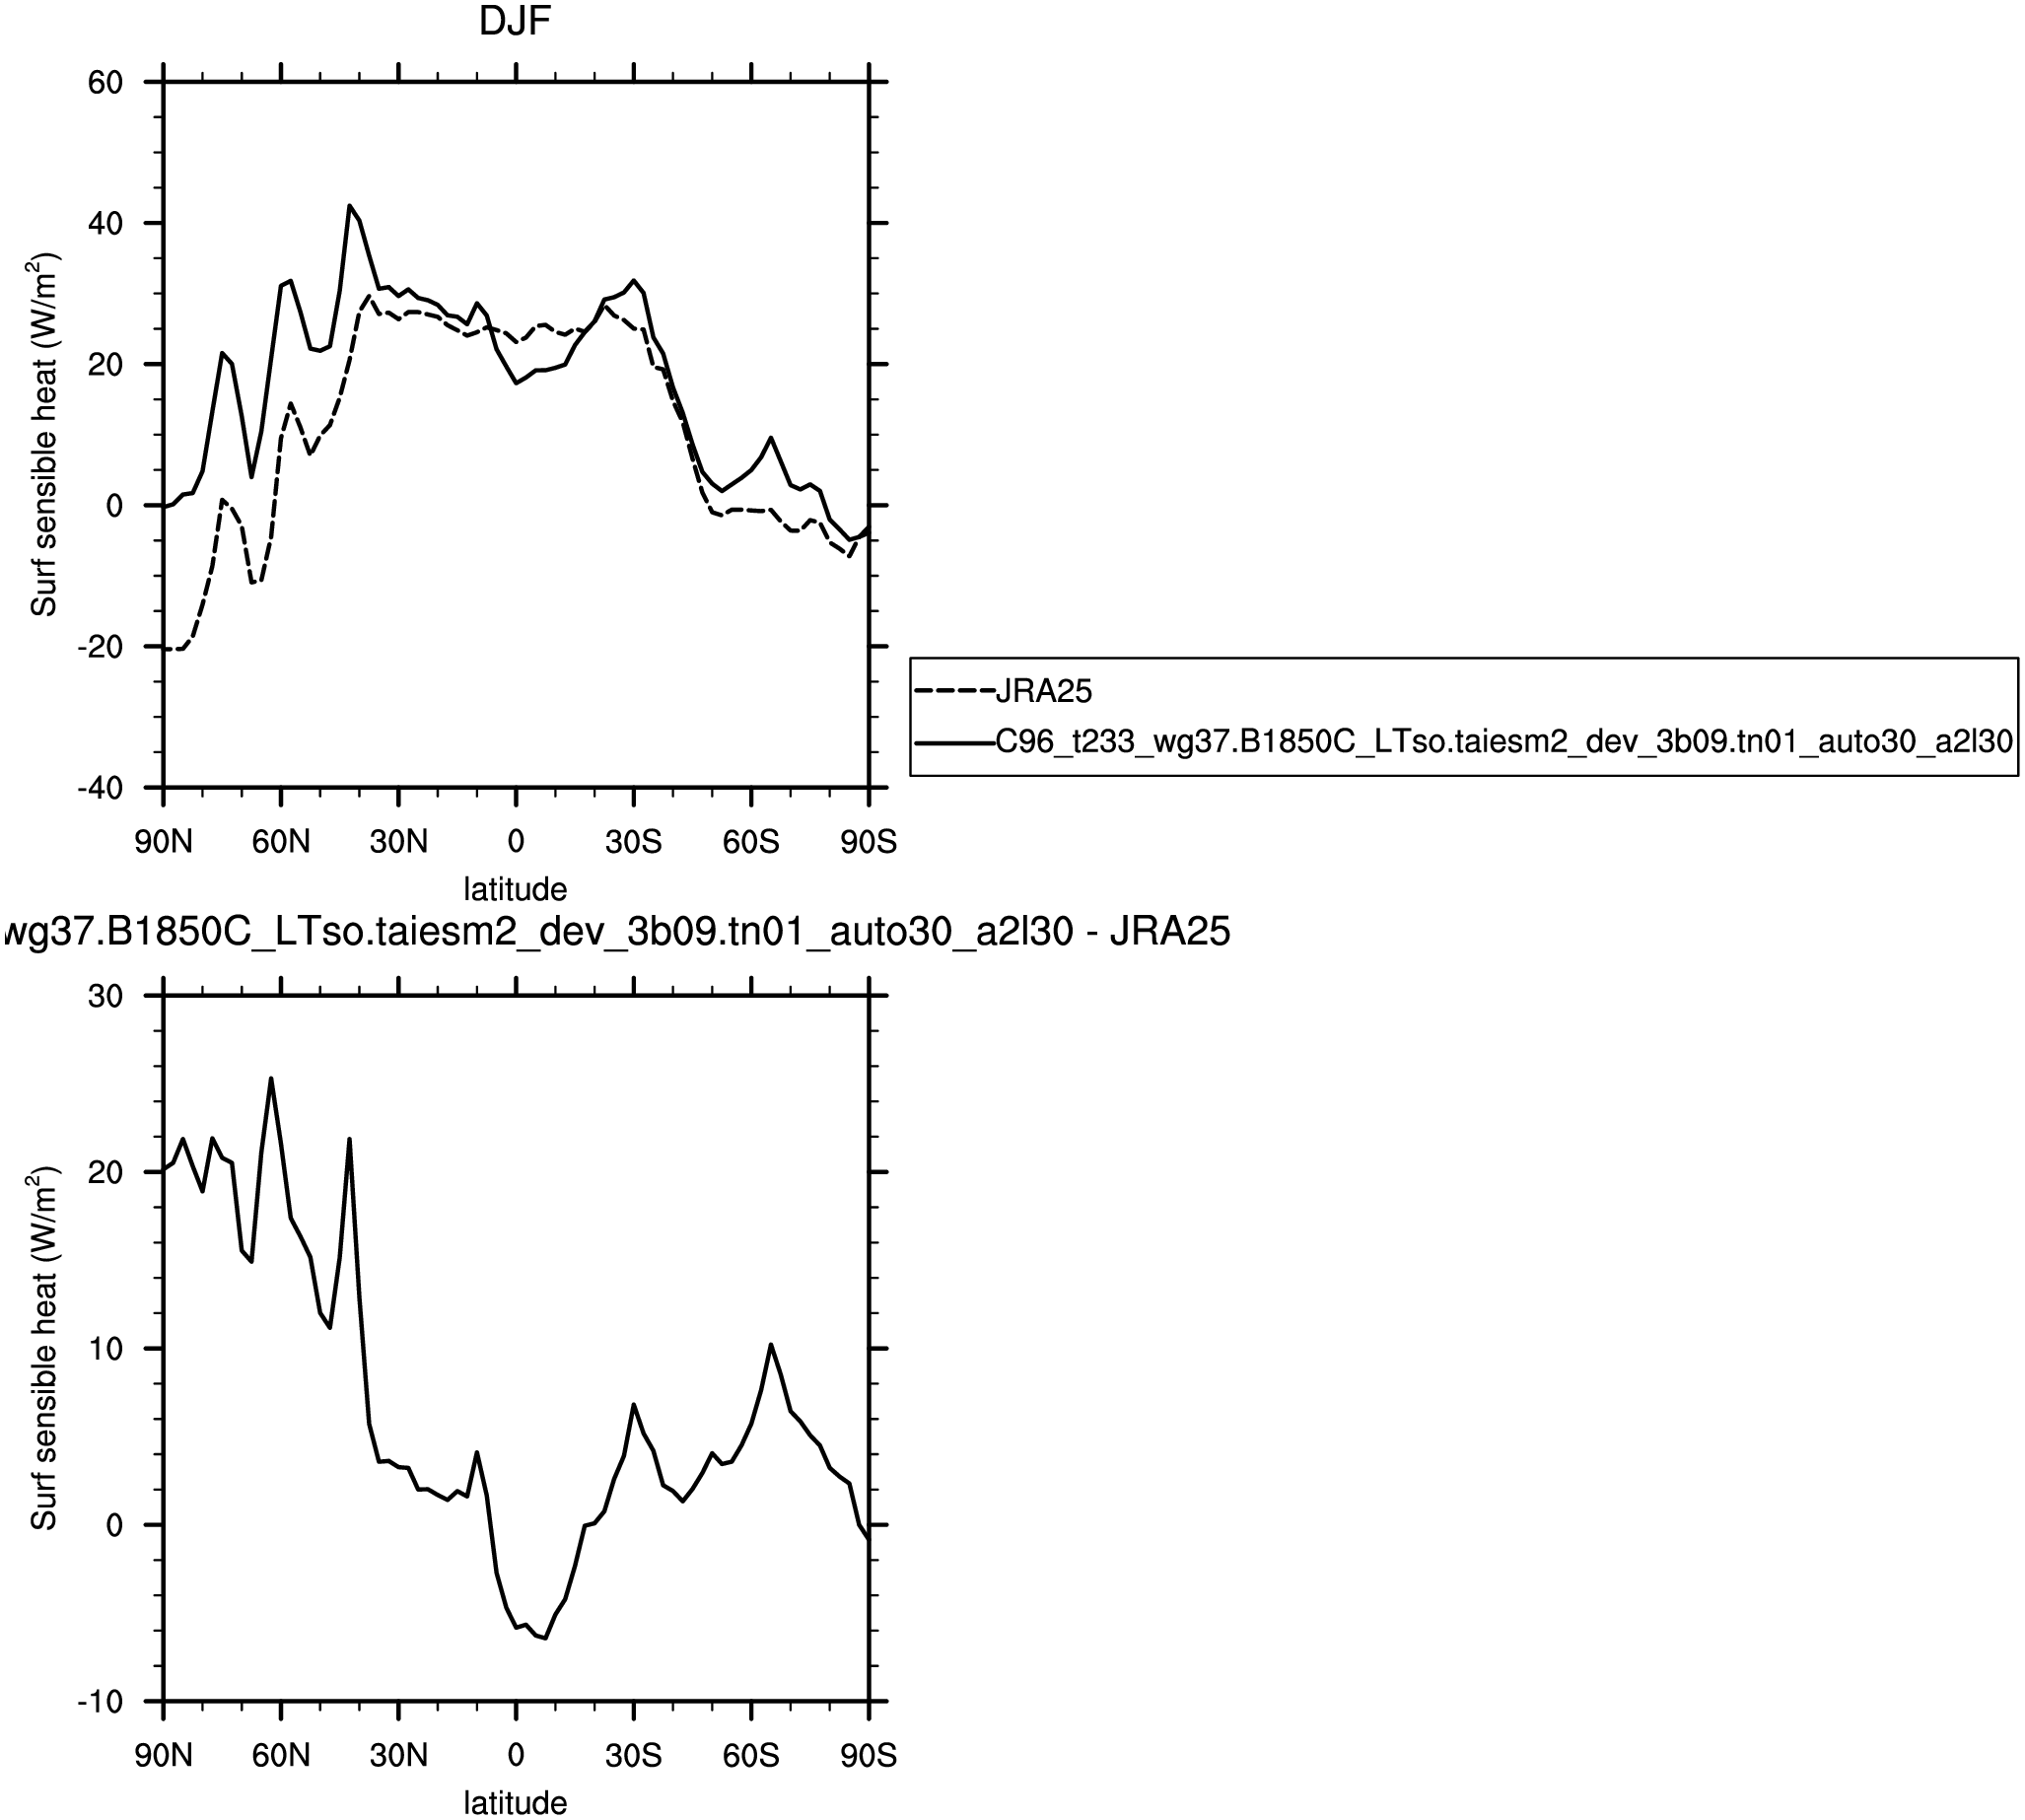 DJF
60
40
20
0
-20
-40
Surf sensible heat (W/m²)
90N 60N 30N 0 30S 60S 90S
latitude
JRA25
C96_t233_wg37.B1850C_LTso.taiesm2_dev_3b09.tn01_auto30_a2l30
wg37.B1850C_LTso.taiesm2_dev_3b09.tn01_auto30_a2l30 - JRA25
30
20
10
0
-10
Surf sensible heat (W/m²)
90N 60N 30N 0 30S 60S 90S
latitude